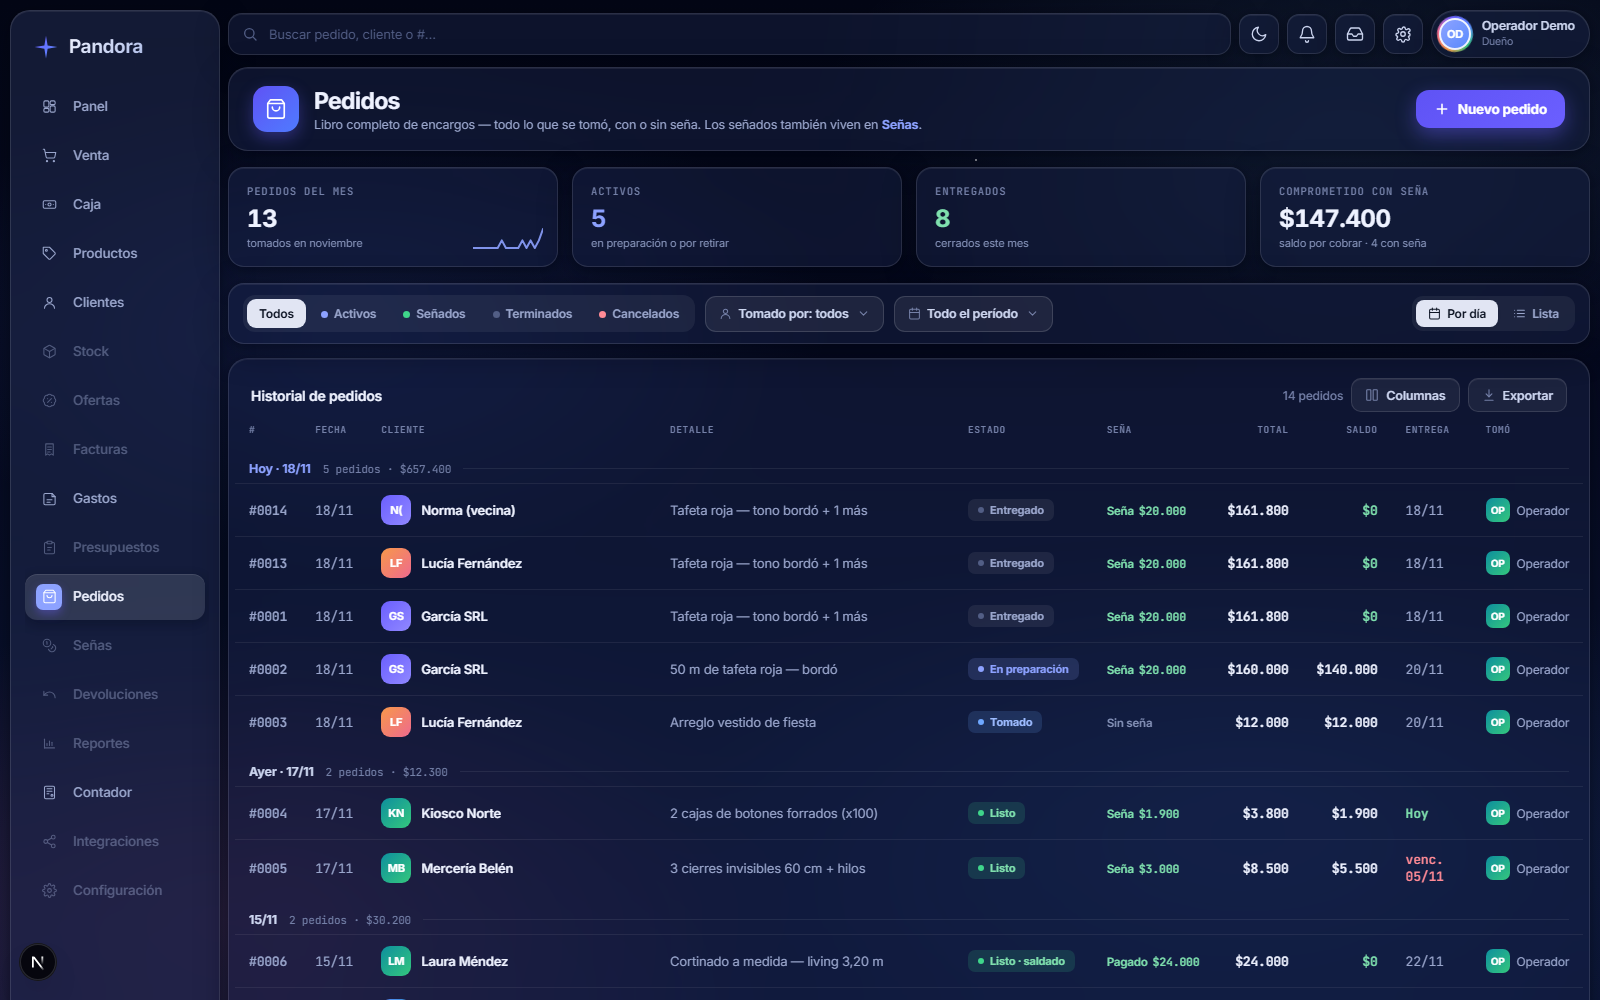 Pandora
Buscar pedido, cliente o #...
OD
Operador Demo
Dueño
Panel
Venta
Caja
Productos
Clientes
Stock
Ofertas
Facturas
Gastos
Presupuestos
Pedidos
Señas
Devoluciones
Reportes
Contador
Integraciones
Configuración
N
Pedidos
Libro completo de encargos — todo lo que se tomó, con o sin seña. Los señados también viven en Señas.
Nuevo pedido
PEDIDOS DEL MES
13
tomados en noviembre
ACTIVOS
5
en preparación o por retirar
ENTREGADOS
8
cerrados este mes
COMPROMETIDO CON SEÑA
$147.400
saldo por cobrar · 4 con seña
Todos Activos Señados Terminados Cancelados Tomado por: todos Todo el período Por día Lista
Historial de pedidos 14 pedidos Columnas Exportar
# FECHA CLIENTE DETALLE ESTADO SEÑA TOTAL SALDO ENTREGA TOMÓ
Hoy · 18/11 5 pedidos · $657.400
#0014 18/11 N( Norma (vecina) Tafeta roja — tono bordó + 1 más Entregado Seña $20.000 $161.800 $0 18/11 OP Operador
#0013 18/11 LF Lucía Fernández Tafeta roja — tono bordó + 1 más Entregado Seña $20.000 $161.800 $0 18/11 OP Operador
#0001 18/11 GS García SRL Tafeta roja — tono bordó + 1 más Entregado Seña $20.000 $161.800 $0 18/11 OP Operador
#0002 18/11 GS García SRL 50 m de tafeta roja — bordó En preparación Seña $20.000 $160.000 $140.000 20/11 OP Operador
#0003 18/11 LF Lucía Fernández Arreglo vestido de fiesta Tomado Sin seña $12.000 $12.000 20/11 OP Operador
Ayer · 17/11 2 pedidos · $12.300
#0004 17/11 KN Kiosco Norte 2 cajas de botones forrados (x100) Listo Seña $1.900 $3.800 $1.900 Hoy OP Operador
#0005 17/11 MB Mercería Belén 3 cierres invisibles 60 cm + hilos Listo Seña $3.000 $8.500 $5.500 venc. 05/11 OP Operador
15/11 2 pedidos · $30.200
#0006 15/11 LM Laura Méndez Cortinado a medida — living 3,20 m Listo · saldado Pagado $24.000 $24.000 $0 22/11 OP Operador